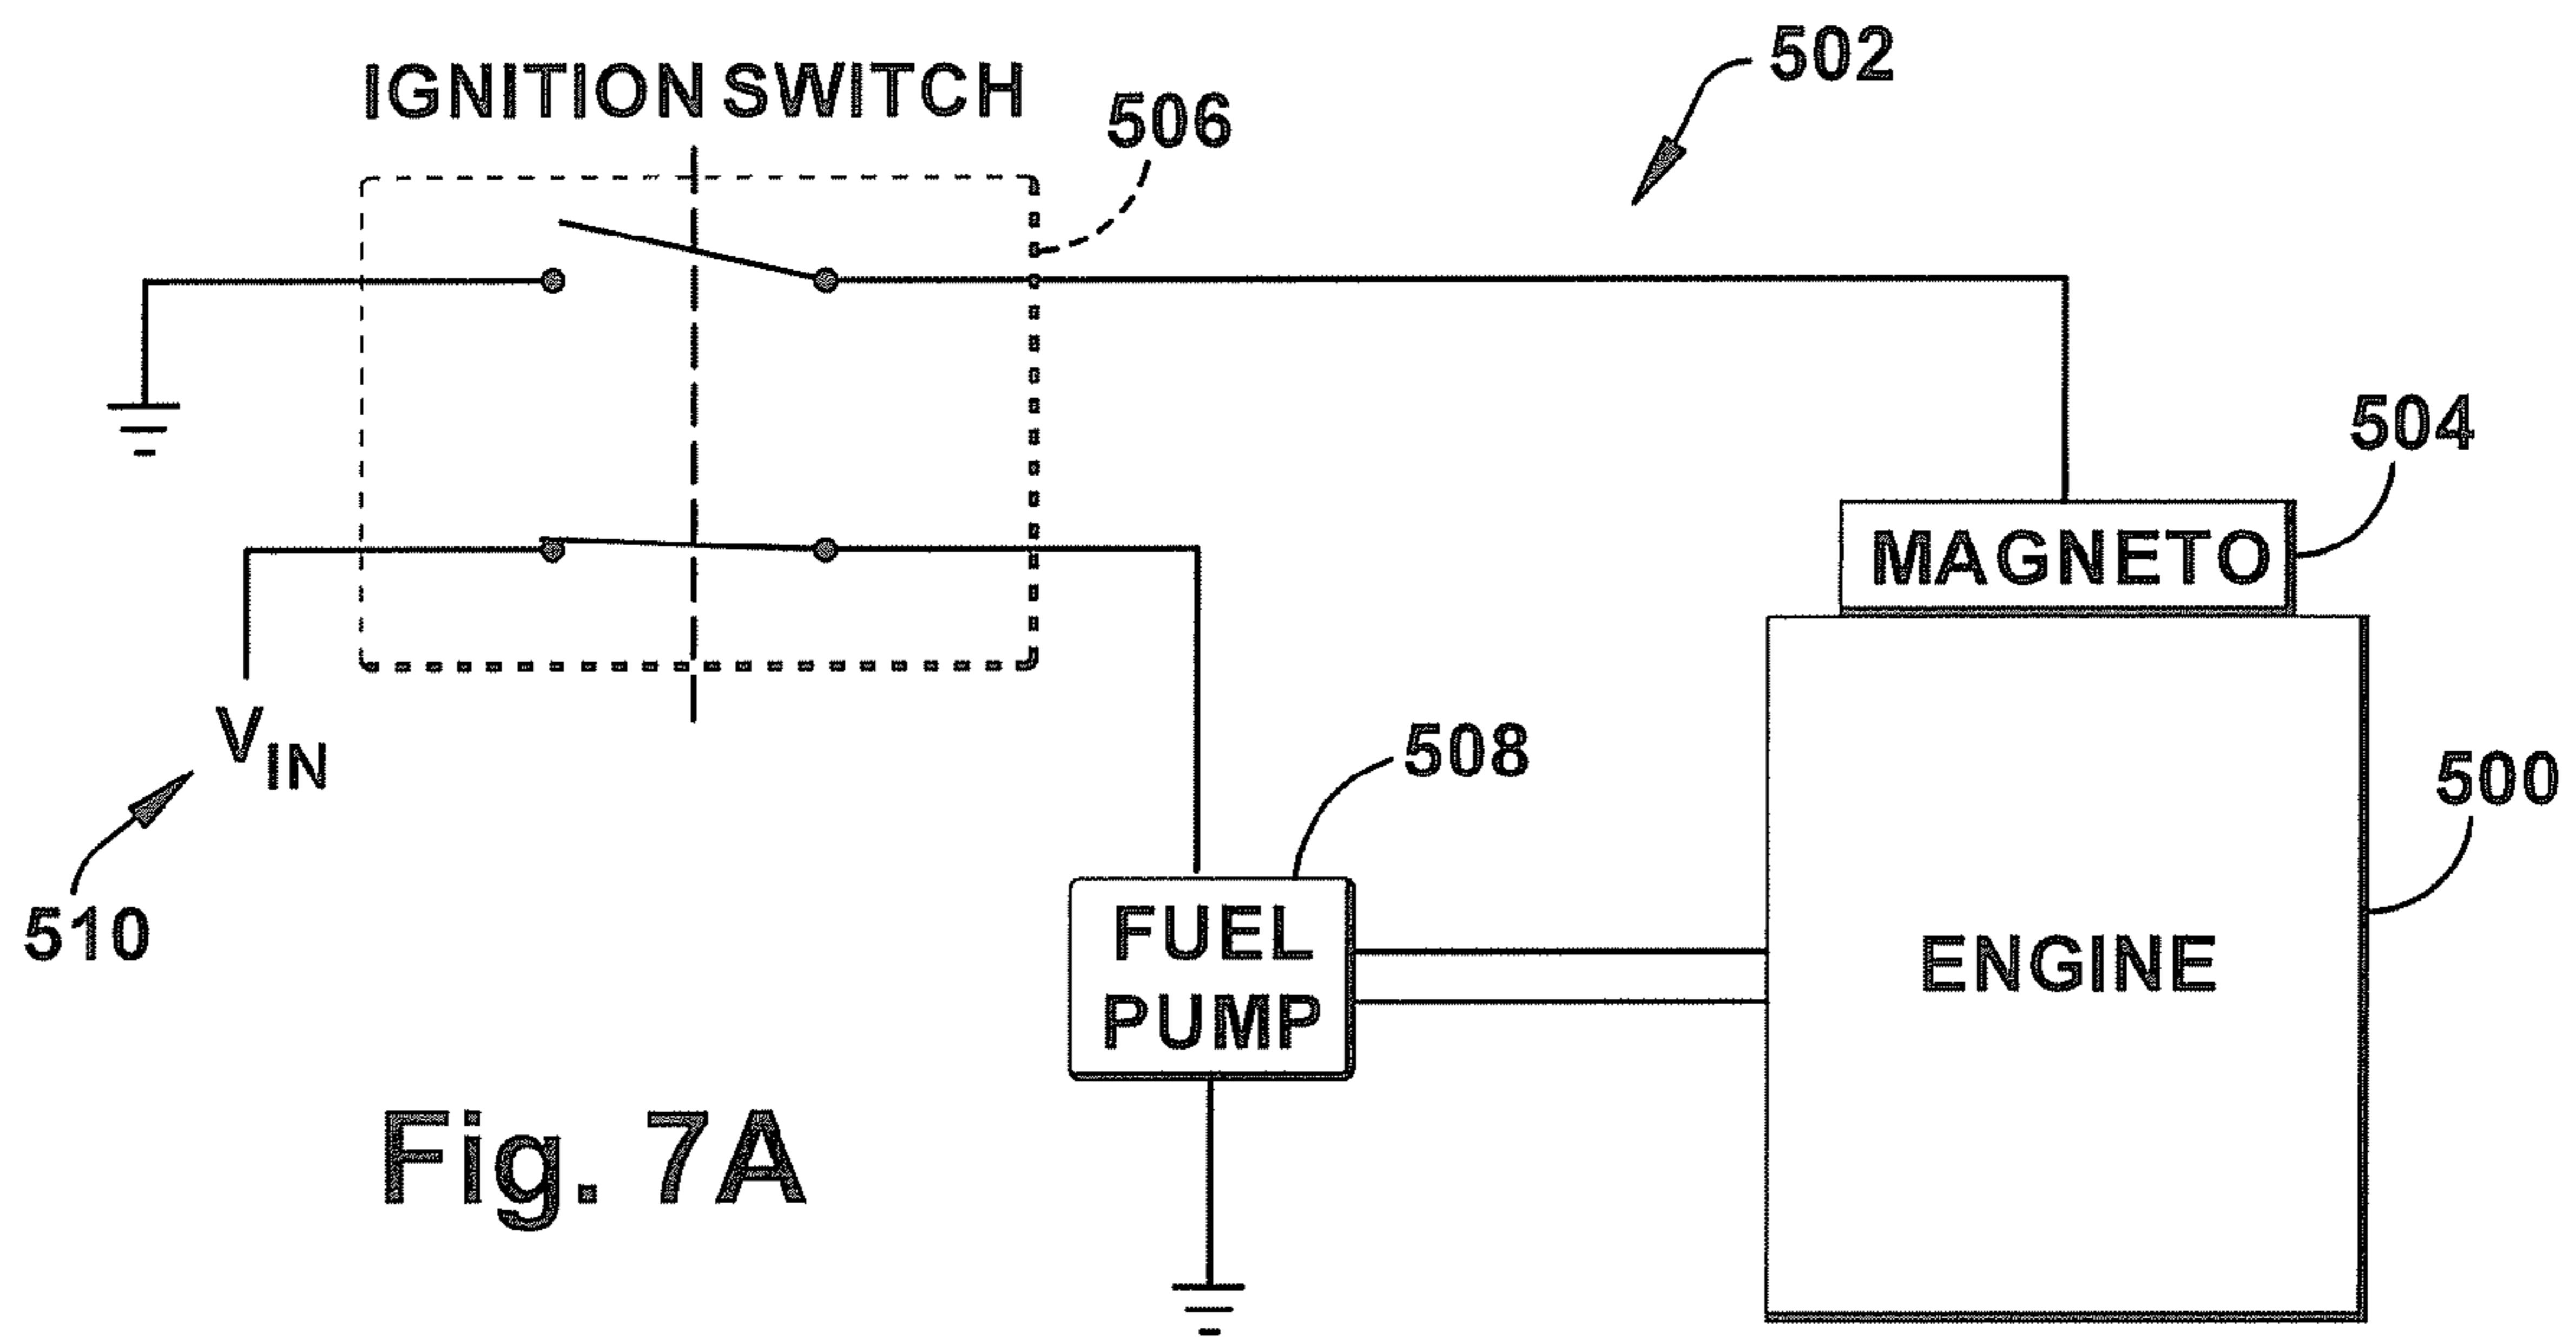 502
IGNITION SWITCH
506
504
MAGNETO
508
500
VIN
510
FUEL
PUMP
ENGINE
Fig. 7A